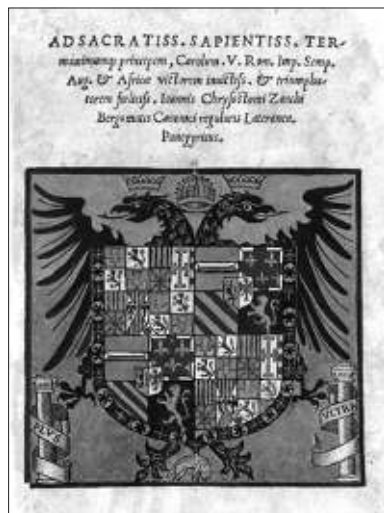 AD SACRATISS. SAPIENTISS. TER-
maximumq; principem, Carolum. V. Rom. Imp. Semp.
Aug. & Africæ victorem inuictiss. & triumpha-
torem foeliciss. Ioannis Chrysostomi Zanchi
Bergomatis Canonici regularis Lateranen.
Panegyricus.
PLVS
VLTRA